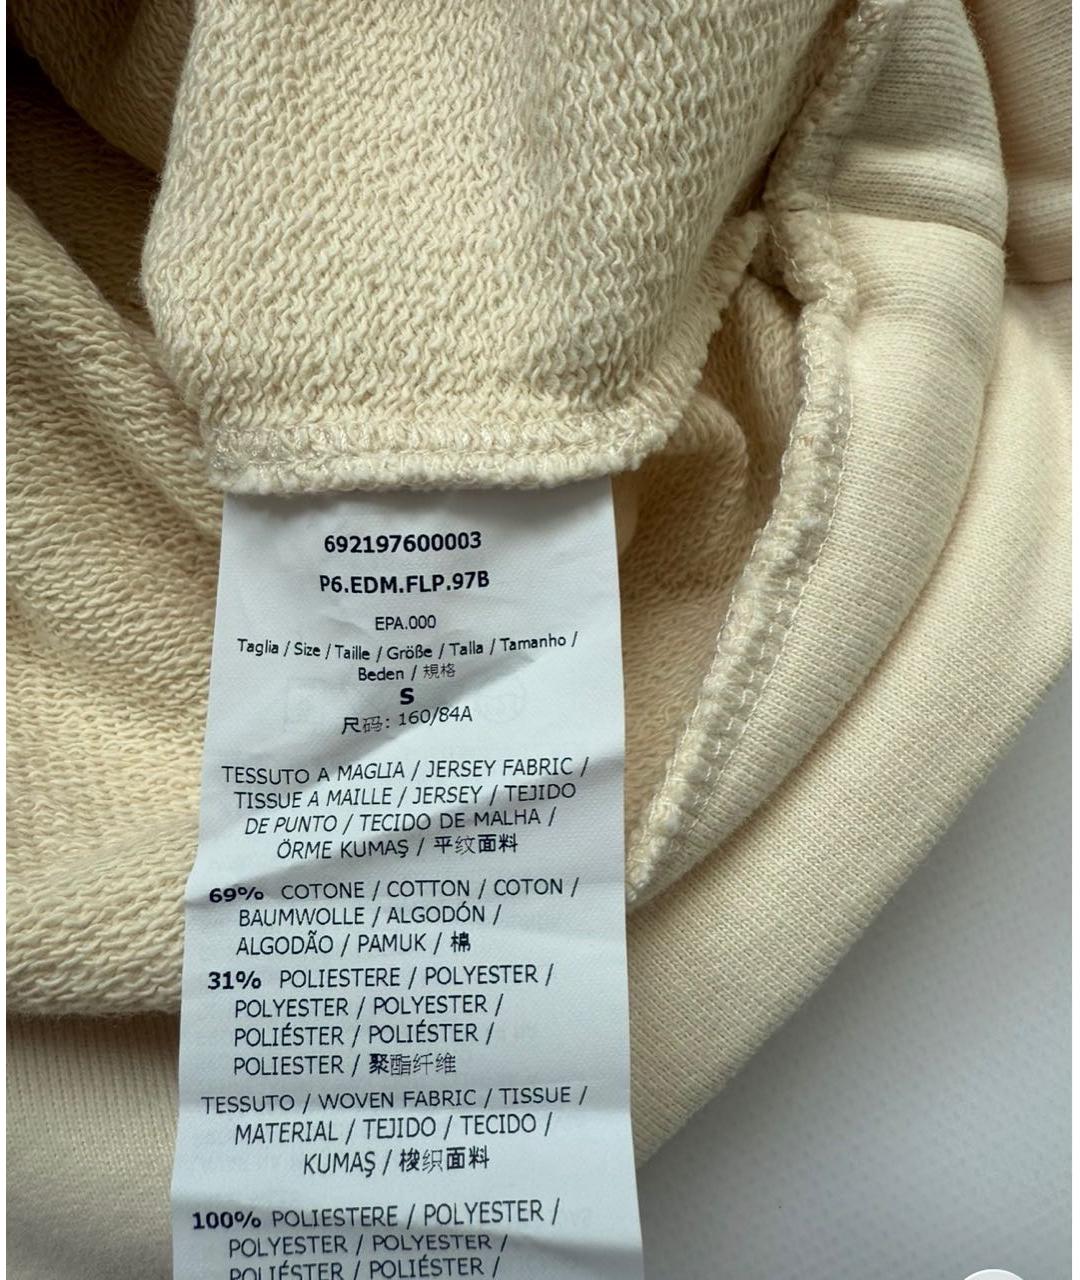 692197600003
P6.EDM.FLP.97B
EPA.000
Taglia / Size / Taille / Größe / Talla / Tamanho /
Beden / 規格
S
尺码: 160/84A
TESSUTO A MAGLIA / JERSEY FABRIC /
TISSUE A MAILLE / JERSEY / TEJIDO
DE PUNTO / TECIDO DE MALHA /
ÖRME KUMAŞ / 平纹面料
69% COTONE / COTTON / COTON /
BAUMWOLLE / ALGODÓN /
ALGODÃO / PAMUK / 棉
31% POLIESTERE / POLYESTER /
POLYESTER / POLYESTER /
POLIÉSTER / POLIÉSTER /
POLIESTER / 聚酯纤维
TESSUTO / WOVEN FABRIC / TISSUE /
MATERIAL / TEJIDO / TECIDO /
KUMAŞ / 梭织面料
100% POLIESTERE / POLYESTER /
POLYESTER / POLYESTER /
POLIÉSTER / POLIÉSTER /